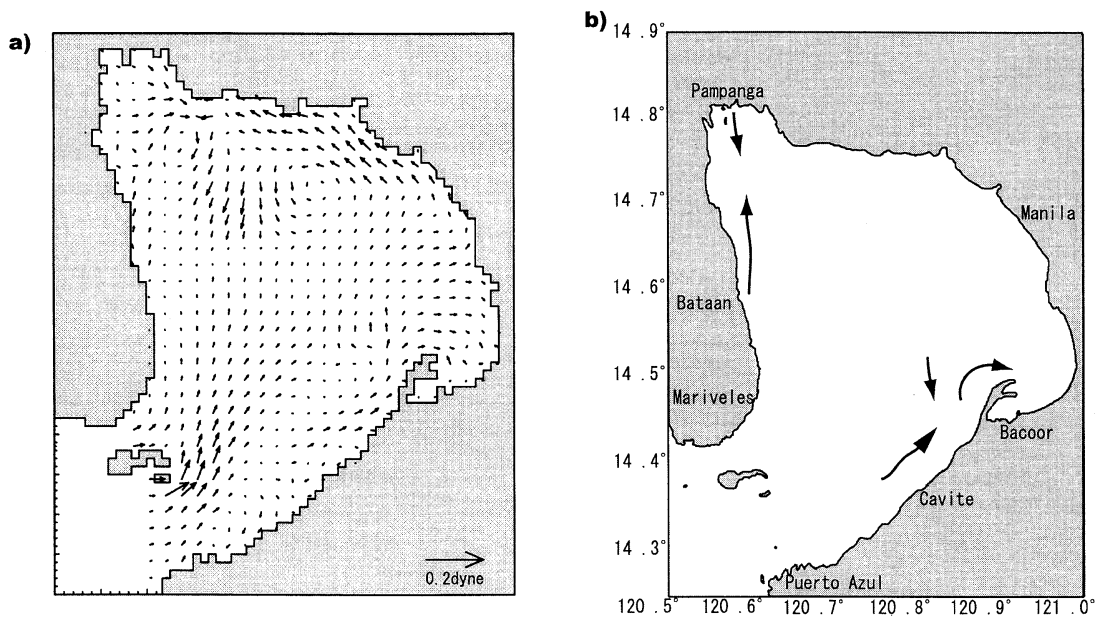 a)
0.2dyne
b)
14 .9°
14 .8°
14 .7°
14 .6°
14 .5°
14 .4°
14 .3°
Pampanga
Manila
Bataan
Mariveles
Bacoor
Cavite
Puerto Azul
120 .5° 120 .6° 120 .7° 120 .8° 120 .9° 121 .0°